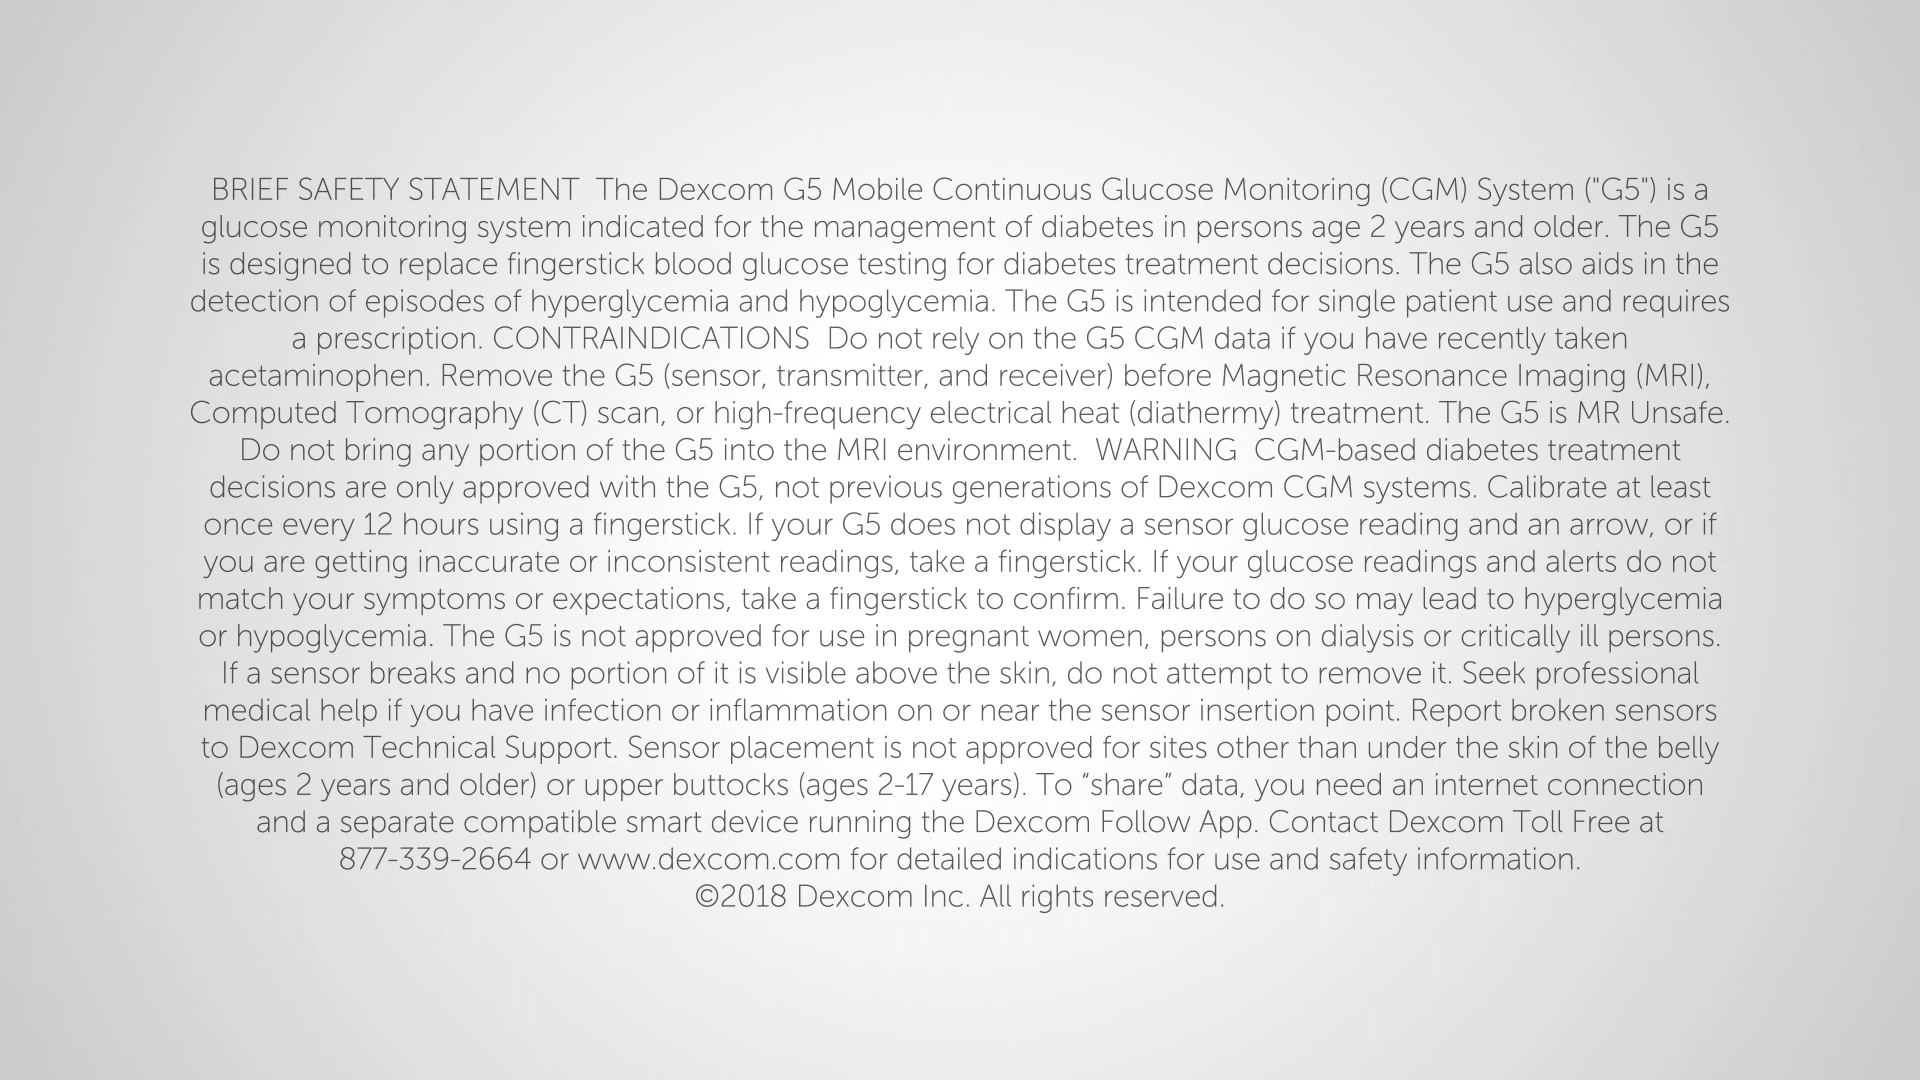 BRIEF SAFETY STATEMENT  The Dexcom G5 Mobile Continuous Glucose Monitoring (CGM) System ("G5") is a
glucose monitoring system indicated for the management of diabetes in persons age 2 years and older. The G5
is designed to replace fingerstick blood glucose testing for diabetes treatment decisions. The G5 also aids in the
detection of episodes of hyperglycemia and hypoglycemia. The G5 is intended for single patient use and requires
a prescription. CONTRAINDICATIONS  Do not rely on the G5 CGM data if you have recently taken
acetaminophen. Remove the G5 (sensor, transmitter, and receiver) before Magnetic Resonance Imaging (MRI),
Computed Tomography (CT) scan, or high-frequency electrical heat (diathermy) treatment. The G5 is MR Unsafe.
Do not bring any portion of the G5 into the MRI environment.  WARNING  CGM-based diabetes treatment
decisions are only approved with the G5, not previous generations of Dexcom CGM systems. Calibrate at least
once every 12 hours using a fingerstick. If your G5 does not display a sensor glucose reading and an arrow, or if
you are getting inaccurate or inconsistent readings, take a fingerstick. If your glucose readings and alerts do not
match your symptoms or expectations, take a fingerstick to confirm. Failure to do so may lead to hyperglycemia
or hypoglycemia. The G5 is not approved for use in pregnant women, persons on dialysis or critically ill persons.
If a sensor breaks and no portion of it is visible above the skin, do not attempt to remove it. Seek professional
medical help if you have infection or inflammation on or near the sensor insertion point. Report broken sensors
to Dexcom Technical Support. Sensor placement is not approved for sites other than under the skin of the belly
(ages 2 years and older) or upper buttocks (ages 2-17 years). To “share” data, you need an internet connection
and a separate compatible smart device running the Dexcom Follow App. Contact Dexcom Toll Free at
877-339-2664 or www.dexcom.com for detailed indications for use and safety information.
©2018 Dexcom Inc. All rights reserved.